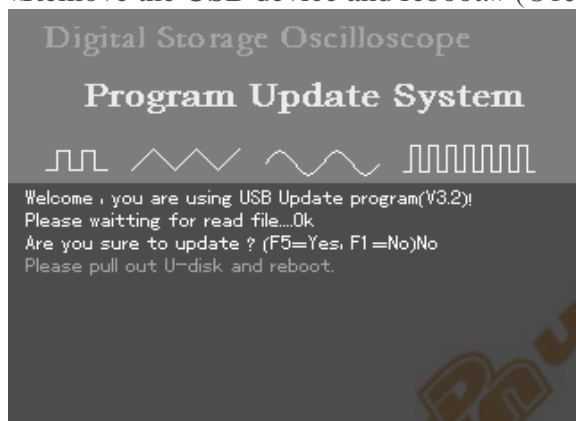 Digital Storage Oscilloscope
Program Update System
Welcome , you are using USB Update program(V3.2)!
Please waitting for read file....Ok
Are you sure to update ? (F5=Yes, F1=No)No
Please pull out U-disk and reboot.